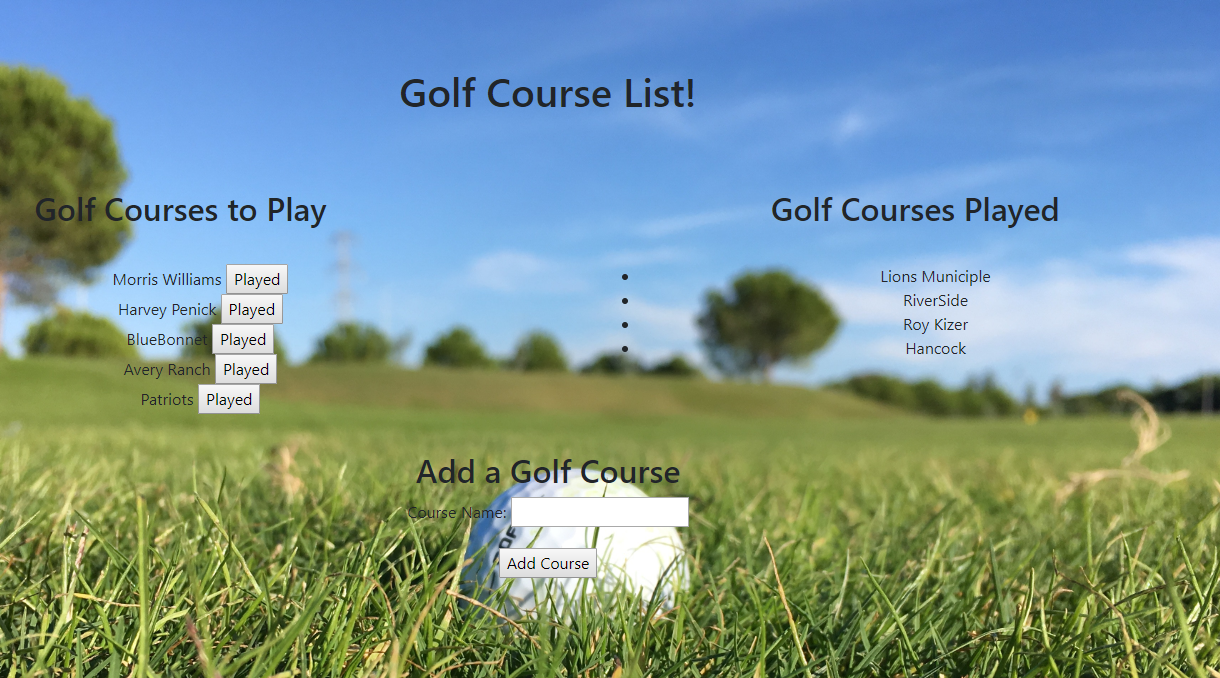 Golf Course List!
Golf Courses to Play
Morris Williams Played
Harvey Penick Played
BlueBonnet Played
Avery Ranch Played
Patriots Played
Golf Courses Played
Lions Municiple
RiverSide
Roy Kizer
Hancock
Add a Golf Course
Course Name:
Add Course